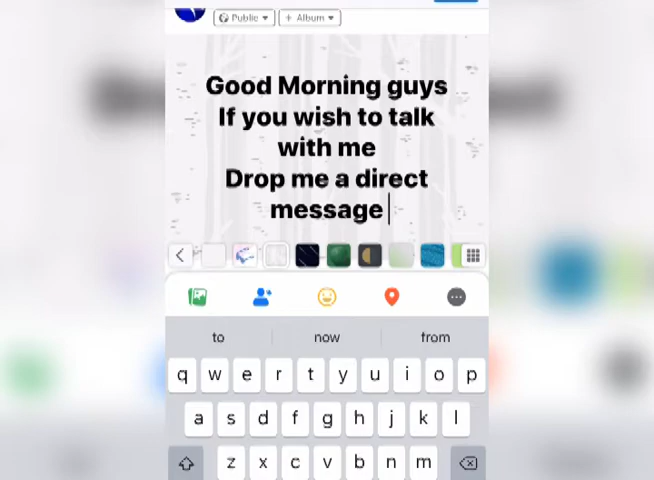 Public
+ Album
Good Morning guys
If you wish to talk
with me
Drop me a direct
message
to now from
q w e r t y u i o p
a s d f g h j k l
z x c v b n m